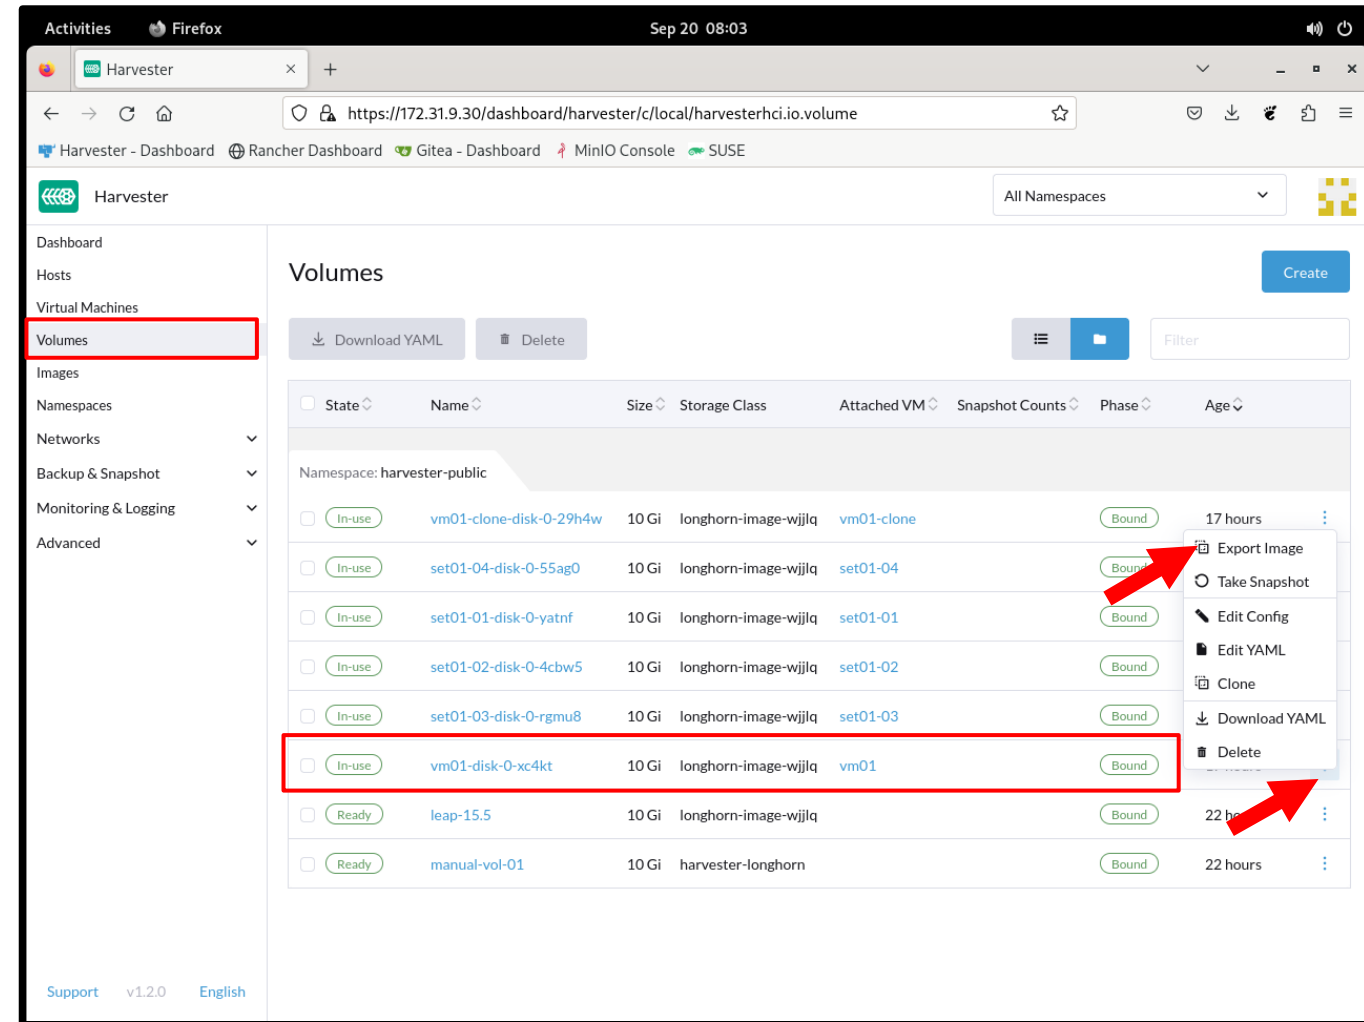 Activities Firefox Sep 20 08:03
Harvester
https://172.31.9.30/dashboard/harvester/c/local/harvesterhci.io.volume
Harvester - Dashboard Rancher Dashboard Gitea - Dashboard MinIO Console SUSE
Harvester All Namespaces
Dashboard
Hosts
Virtual Machines
Volumes
Images
Namespaces
Networks
Backup & Snapshot
Monitoring & Logging
Advanced
Volumes Create
Download YAML Delete Filter
State Name Size Storage Class Attached VM Snapshot Counts Phase Age
Namespace: harvester-public
In-use vm01-clone-disk-0-29h4w 10 Gi longhorn-image-wjjlq vm01-clone Bound 17 hours
In-use set01-04-disk-0-55ag0 10 Gi longhorn-image-wjjlq set01-04
In-use set01-01-disk-0-yatnf 10 Gi longhorn-image-wjjlq set01-01 Bound
In-use set01-02-disk-0-4cbw5 10 Gi longhorn-image-wjjlq set01-02 Bound
In-use set01-03-disk-0-rgmu8 10 Gi longhorn-image-wjjlq set01-03 Bound
In-use vm01-disk-0-xc4kt 10 Gi longhorn-image-wjjlq vm01 Bound
Ready leap-15.5 10 Gi longhorn-image-wjjlq Bound 22
Ready manual-vol-01 10 Gi harvester-longhorn Bound 22 hours
Export Image
Take Snapshot
Edit Config
Edit YAML
Clone
Download YAML
Delete
Support v1.2.0 English